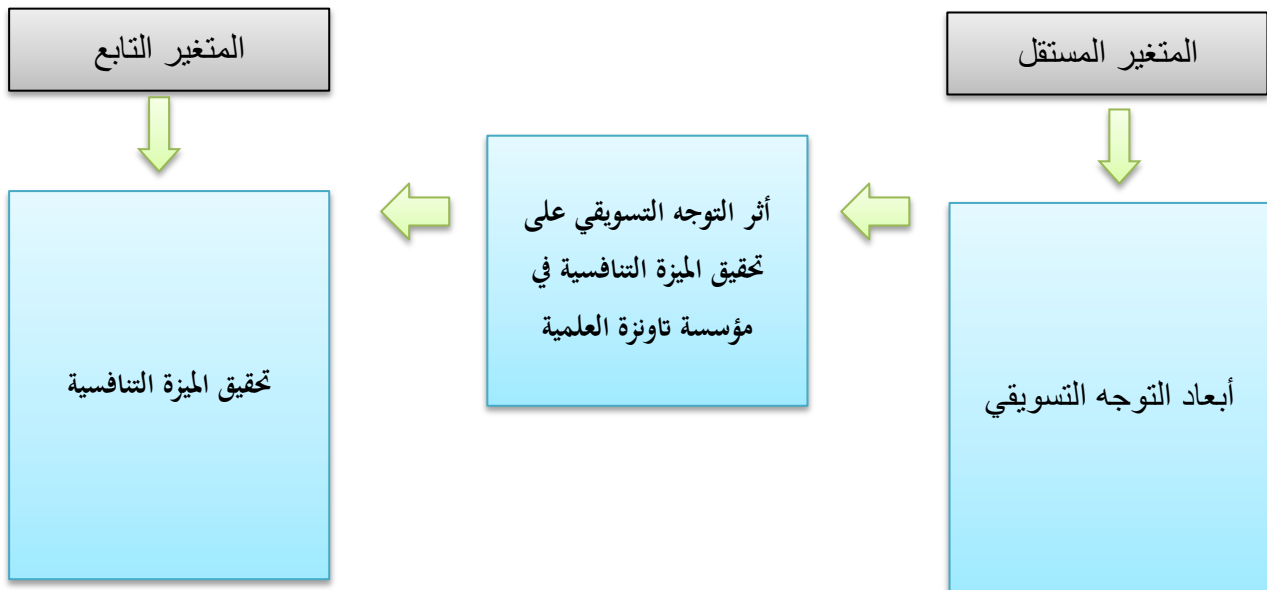 المتغير المستقل
المتغير التابع
أبعاد التوجه التسويقي
أثر التوجه التسويقي على
تحقيق الميزة التنافسية في
مؤسسة تاونزة العلمية
تحقيق الميزة التنافسية